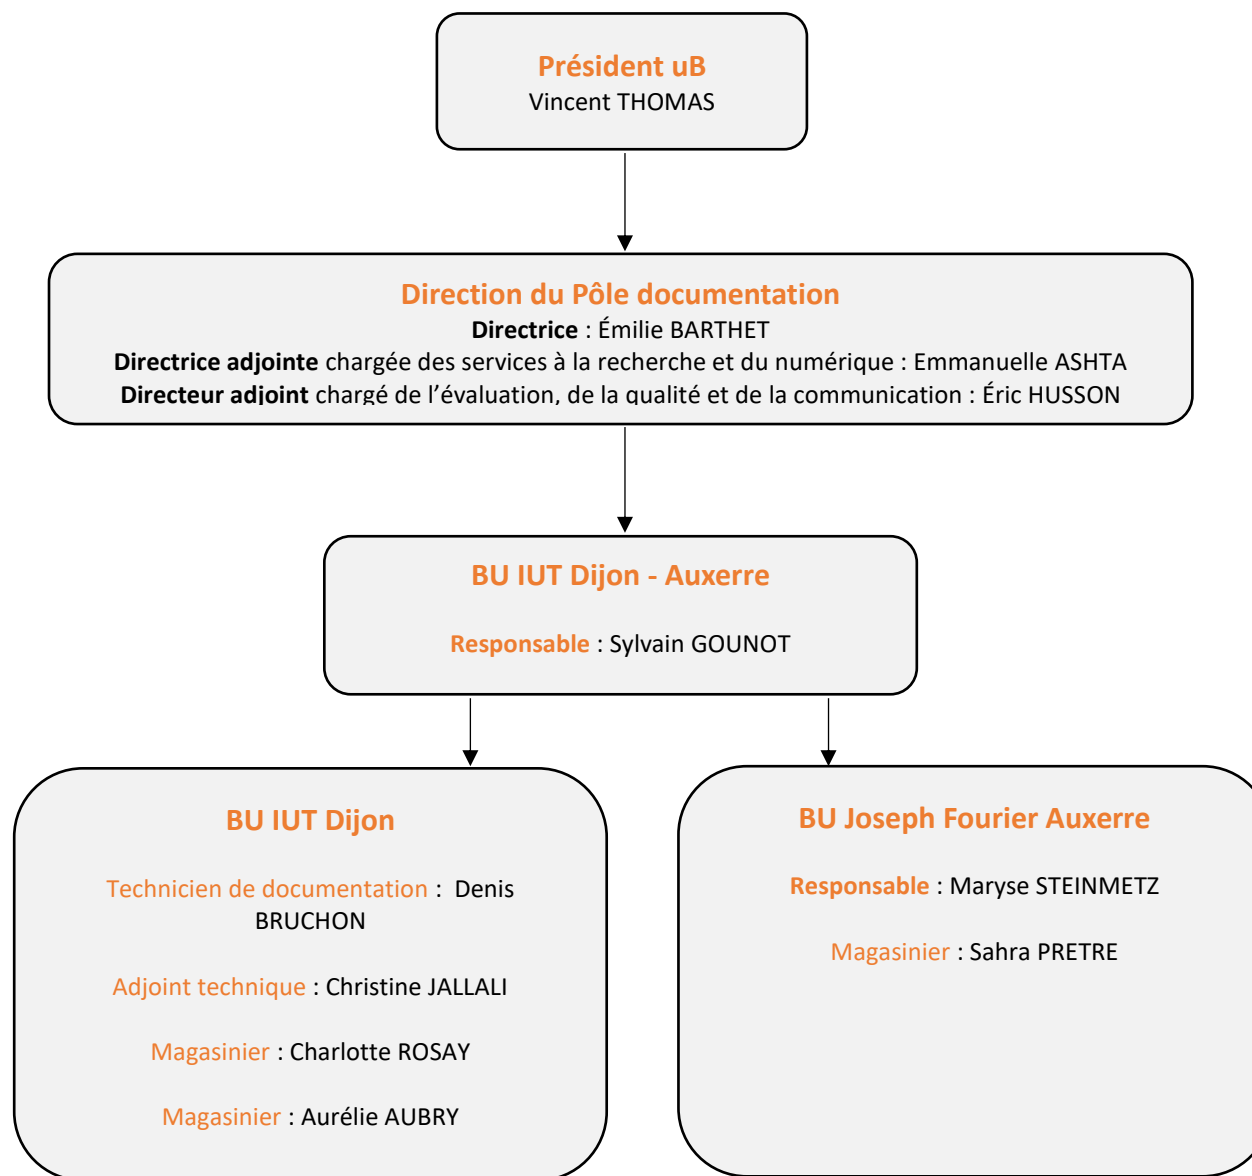 Président uB
Vincent THOMAS
Direction du Pôle documentation
Directrice : Émilie BARTHET
Directrice adjointe chargée des services à la recherche et du numérique : Emmanuelle ASHTA
Directeur adjoint chargé de l’évaluation, de la qualité et de la communication : Éric HUSSON
BU IUT Dijon - Auxerre
Responsable : Sylvain GOUNOT
BU IUT Dijon
Technicien de documentation : Denis
BRUCHON
Adjoint technique : Christine JALLALI
Magasinier : Charlotte ROSAY
Magasinier : Aurélie AUBRY
BU Joseph Fourier Auxerre
Responsable : Maryse STEINMETZ
Magasinier : Sahra PRETRE